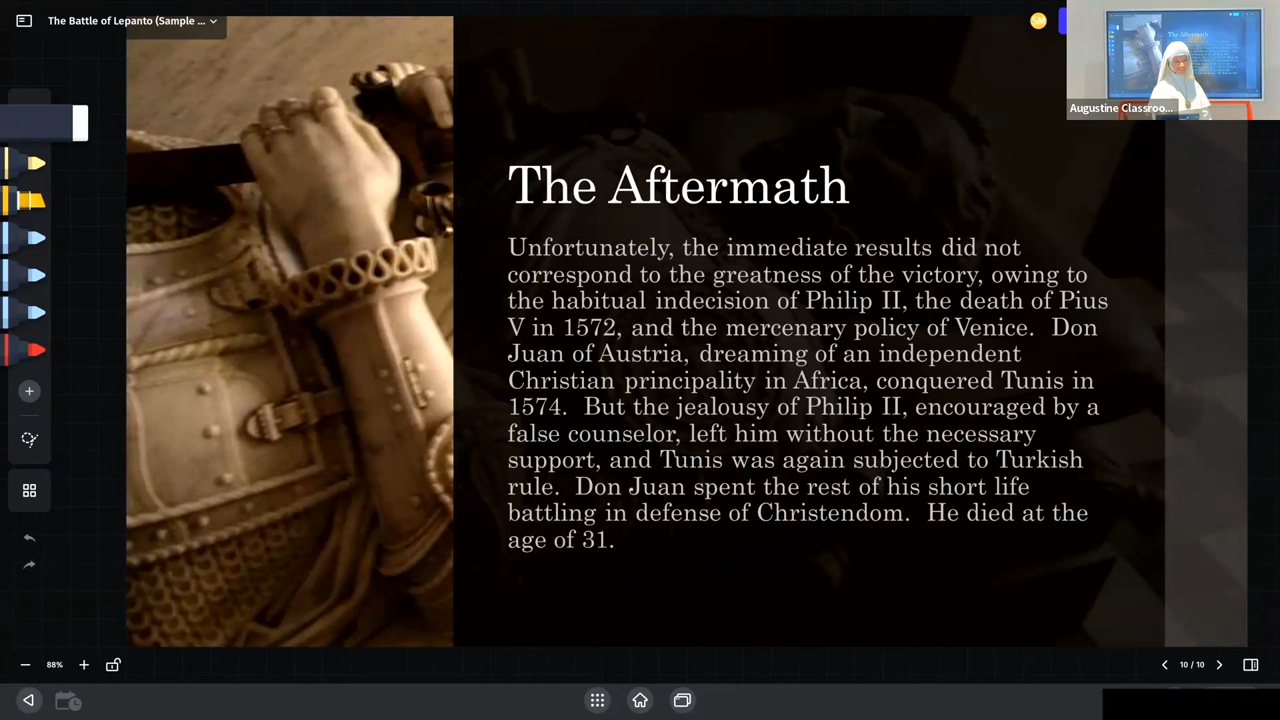 The Battle of Lepanto (Sample ...
SM
Augustine Classroo...
The Aftermath
Unfortunately, the immediate results did not
correspond to the greatness of the victory, owing to
the habitual indecision of Philip II, the death of Pius
V in 1572, and the mercenary policy of Venice.  Don
Juan of Austria, dreaming of an independent
Christian principality in Africa, conquered Tunis in
1574.  But the jealousy of Philip II, encouraged by a
false counselor, left him without the necessary
support, and Tunis was again subjected to Turkish
rule.  Don Juan spent the rest of his short life
battling in defense of Christendom.  He died at the
age of 31.
88%
10 / 10